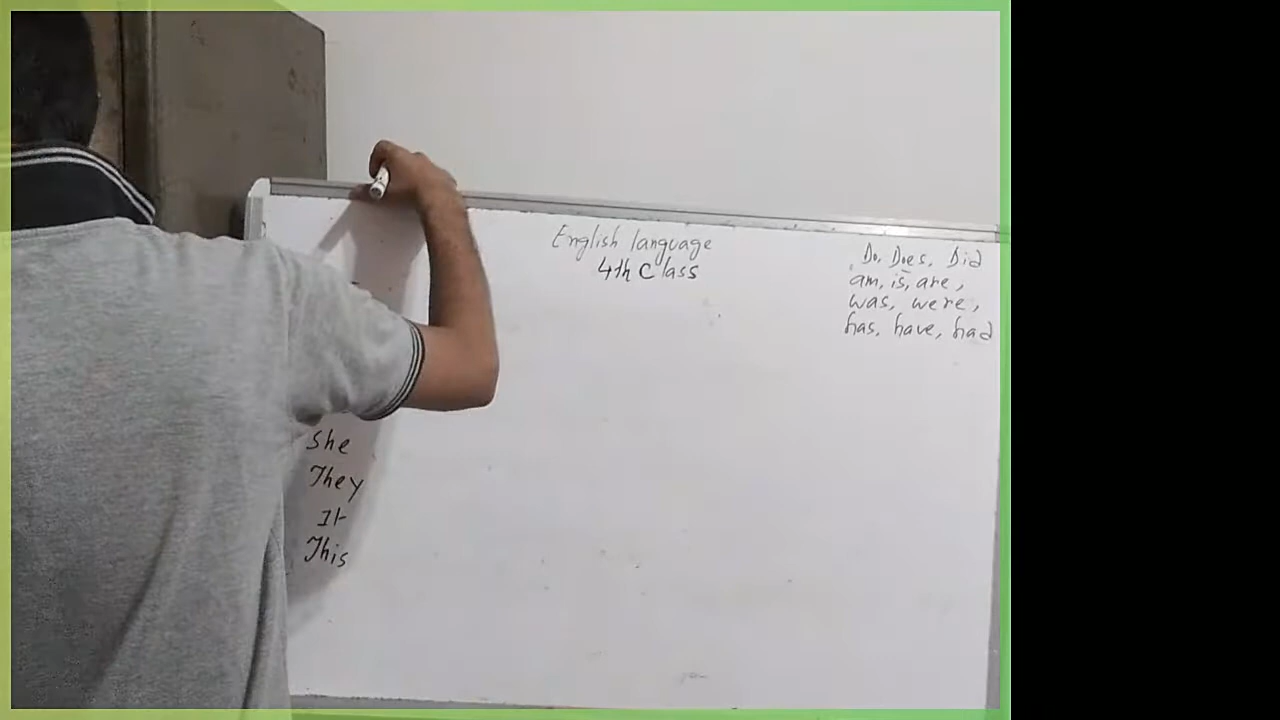 English language
4th Class
Do, Does, Did
am, is, are,
was, were,
has, have, had
She
They
It
This